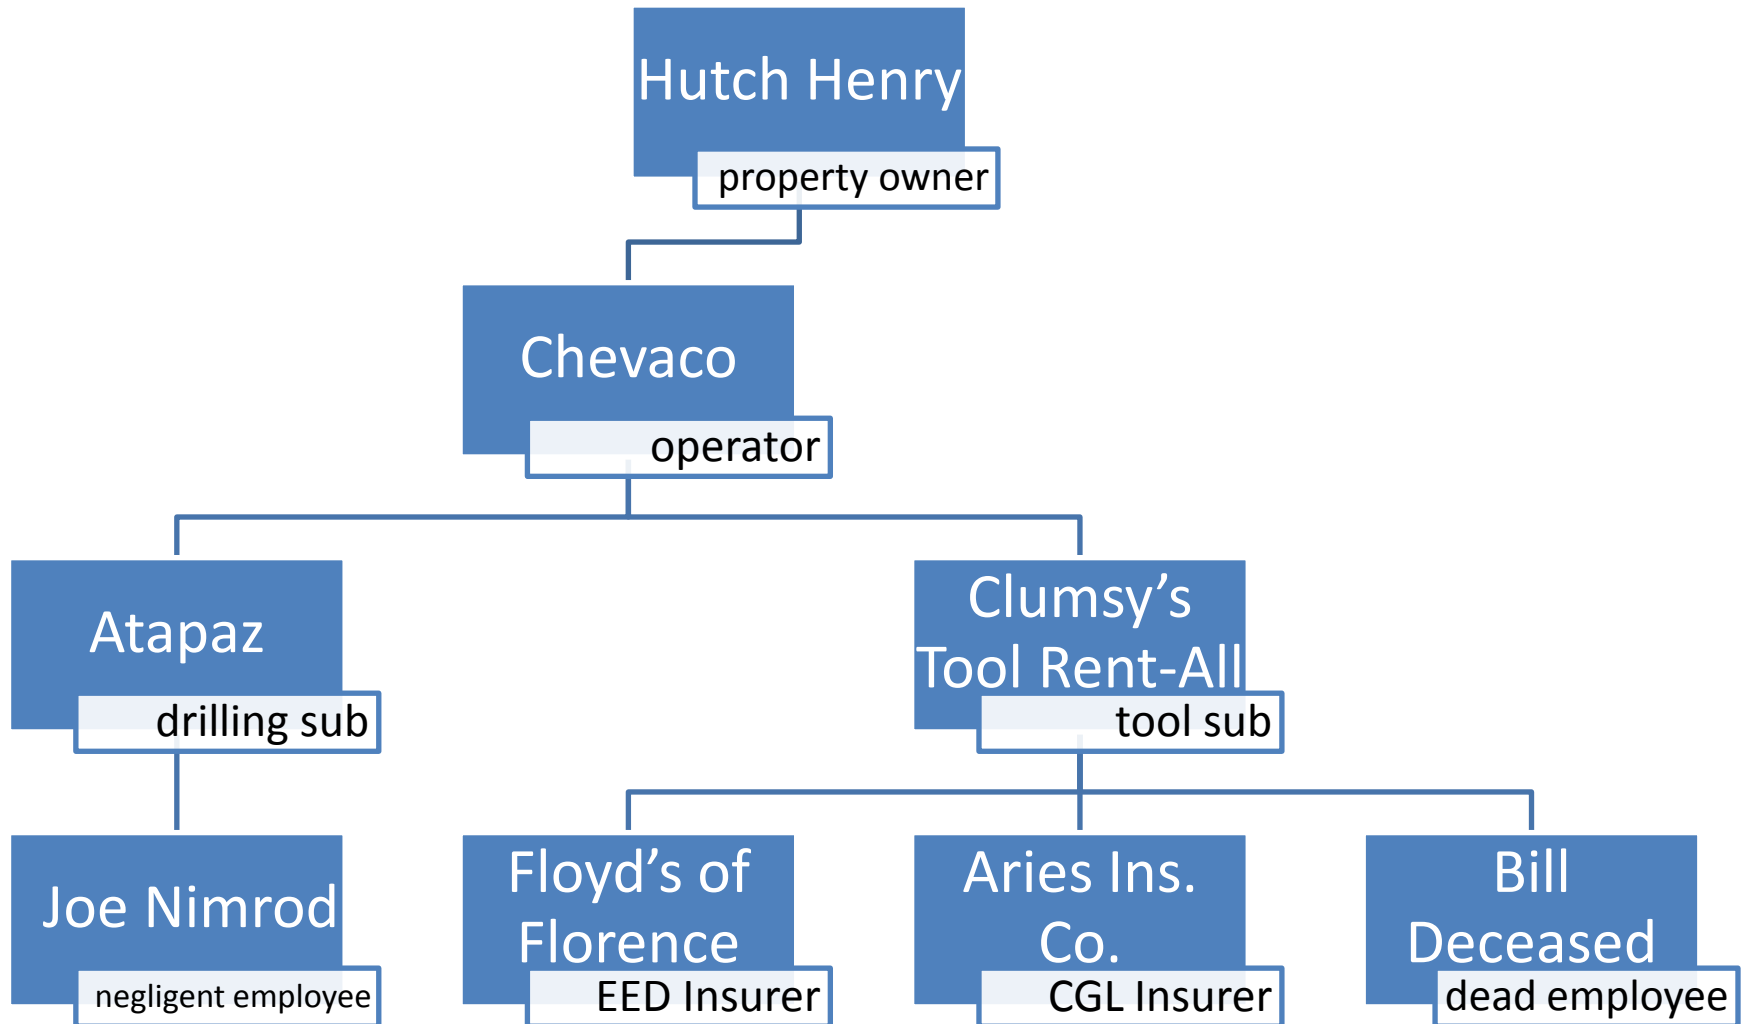 Hutch Henry
property owner
Chevaco
operator
Atapaz
drilling sub
Clumsy’s
Tool Rent-All
tool sub
Joe Nimrod
negligent employee
Floyd’s of
Florence
EED Insurer
Aries Ins.
Co.
CGL Insurer
Bill
Deceased
dead employee